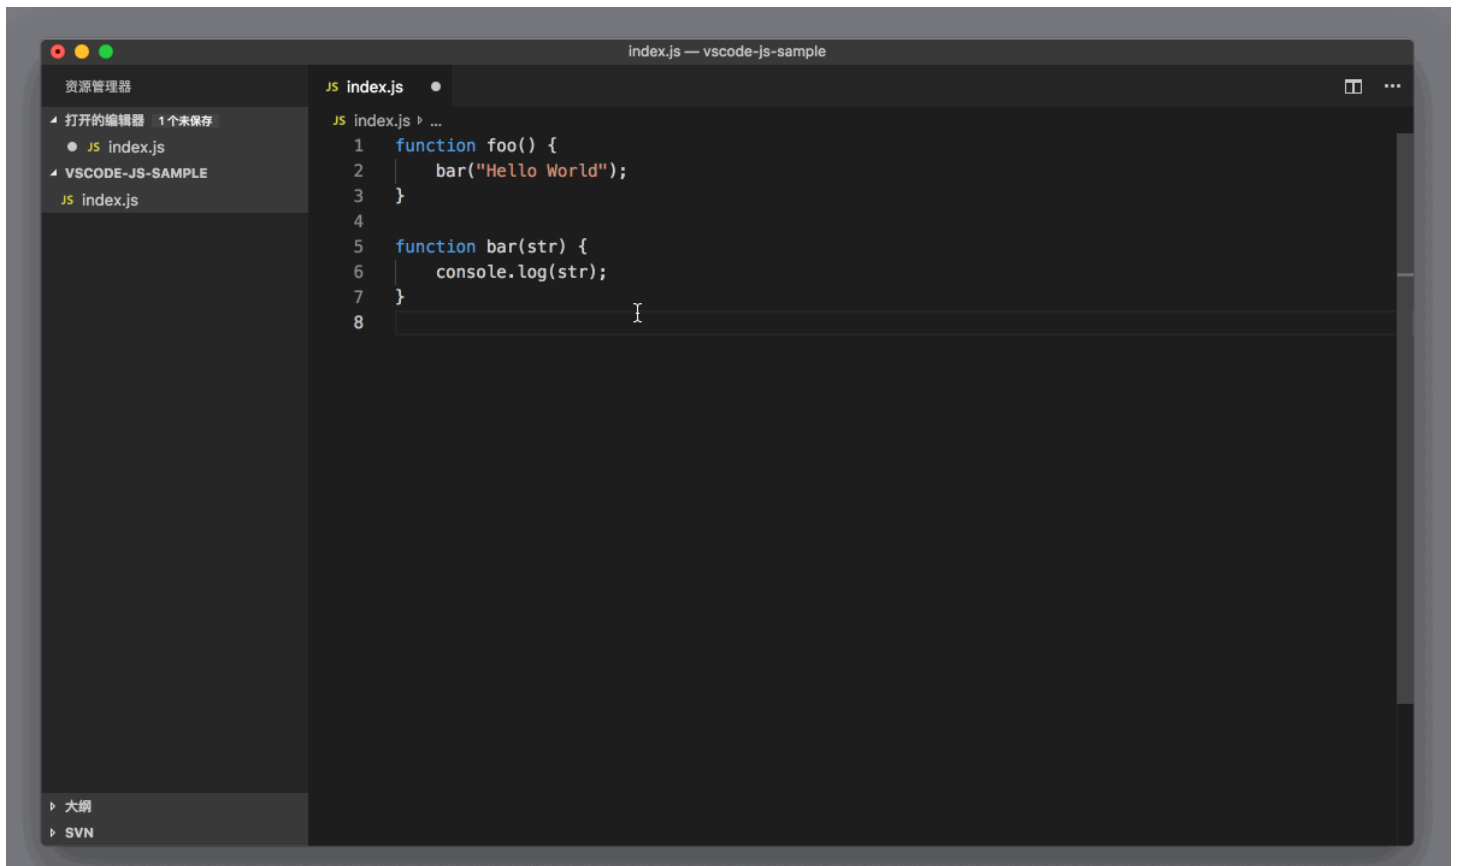 index.js — vscode-js-sample
资源管理器
打开的编辑器 1个未保存
JS index.js
VSCODE-JS-SAMPLE
JS index.js
大纲
SVN
JS index.js
JS index.js ...
1 function foo() {
2     bar("Hello World");
3 }
4
5 function bar(str) {
6     console.log(str);
7 }
8